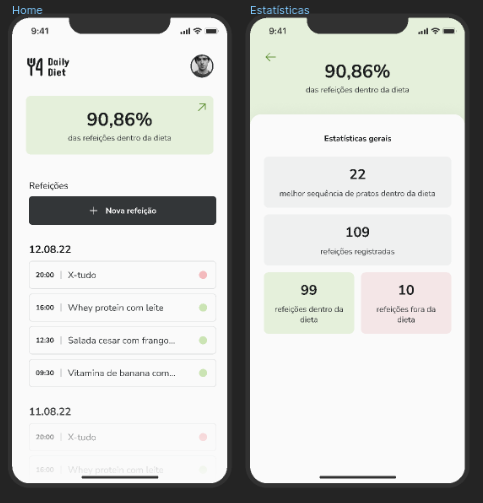 Home
9:41
Daily
Diet
90,86%
das refeições dentro da dieta
Refeições
+ Nova refeição
12.08.22
20:00 | X-tudo
16:00 | Whey protein com leite
12:30 | Salada cesar com frango...
09:30 | Vitamina de banana com...
11.08.22
20:00 | X-tudo
16:00 | Whey protein com leite
Estatísticas
9:41
90,86%
das refeições dentro da dieta
Estatísticas gerais
22
melhor sequência de pratos dentro da dieta
109
refeições registradas
99
refeições dentro da
dieta
10
refeições fora da
dieta